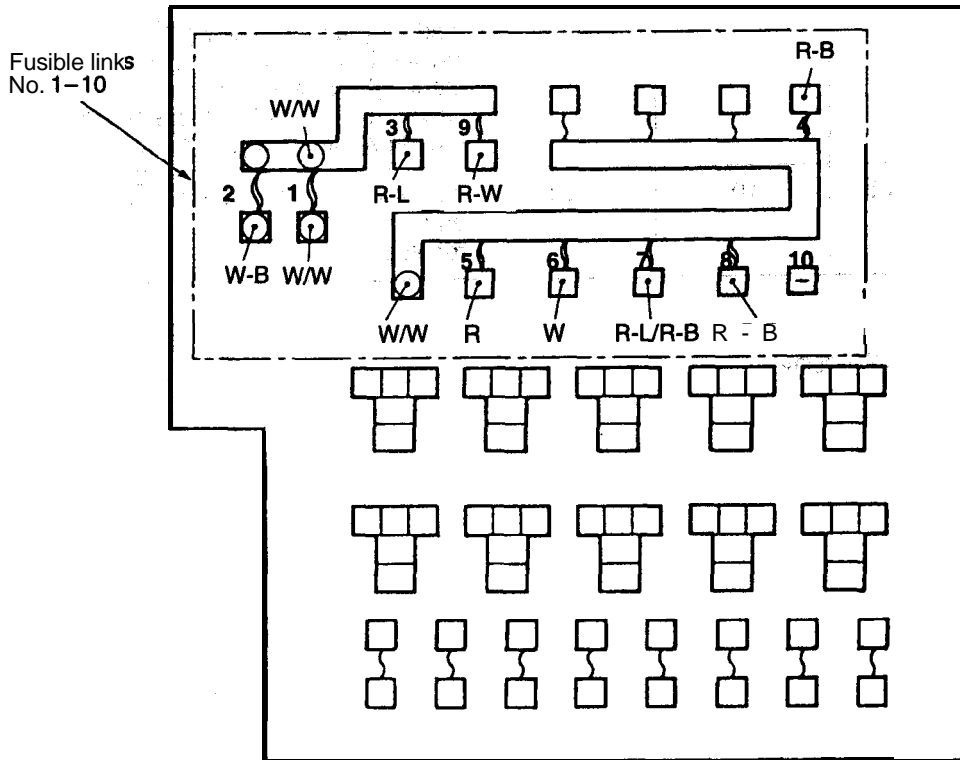 Fusible links
No. 1–10
R-B
W/W
3
9
4
2
1
R-L
R-W
W-B
W/W
5
6
7
8
10
–
W/W
R
W
R-L/R-B
R - B